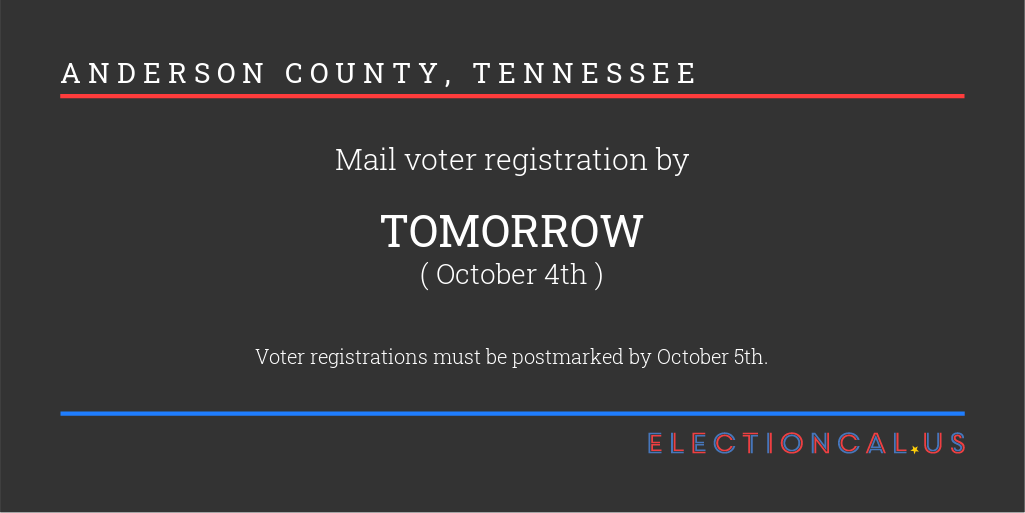 ANDERSON COUNTY, TENNESSEE
Mail voter registration by
TOMORROW
( October 4th )
Voter registrations must be postmarked by October 5th.
ELECTIONCAL.US